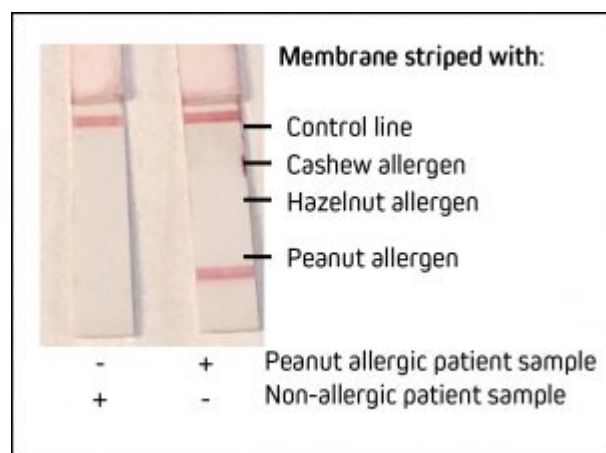 Membrane striped with:
Control line
Cashew allergen
Hazelnut allergen
Peanut allergen
- + Peanut allergic patient sample
+ - Non-allergic patient sample